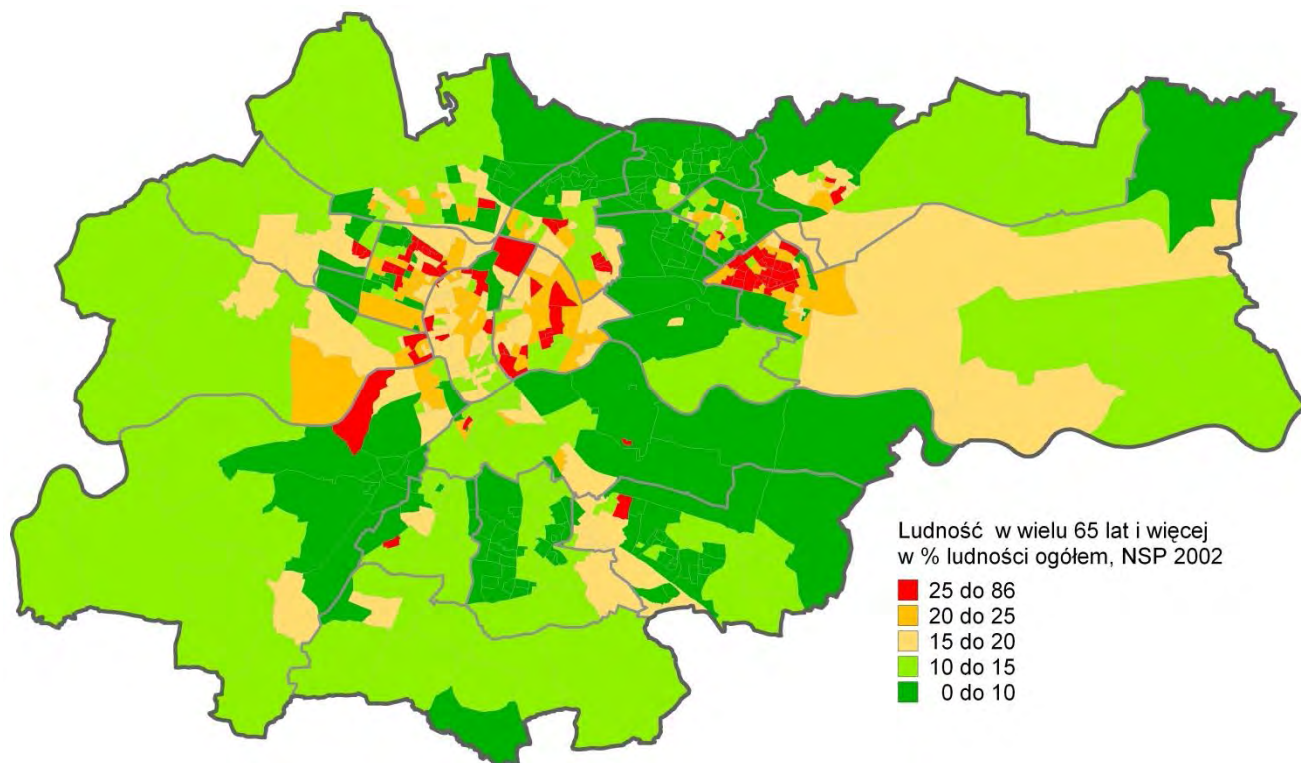 Ludność w wielu 65 lat i więcej
w % ludności ogółem, NSP 2002
25 do 86
20 do 25
15 do 20
10 do 15
0 do 10